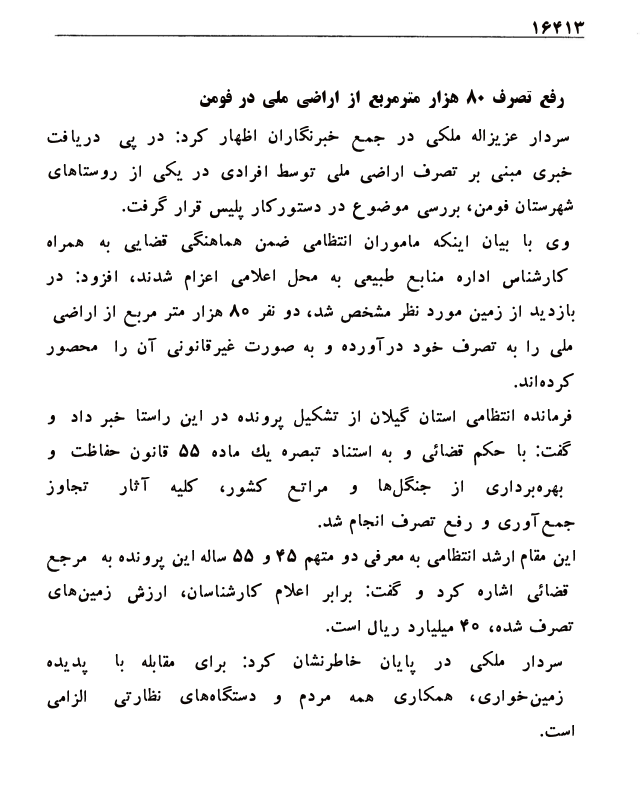 ۱۶۴۱۳
رفع تصرف ۸۰ هزار مترمربع از اراضی ملی در فومن
سردار عزیزاله ملکی در جمع خبرنگاران اظهار کرد: در پی دریافت
خبری مبنی بر تصرف اراضی ملی توسط افرادی در یکی از روستاهای
شهرستان فومن، بررسی موضوع در دستورکار پلیس قرار گرفت.
وی با بیان اینکه ماموران انتظامی ضمن هماهنگی قضایی به همراه
کارشناس اداره منابع طبیعی به محل اعلامی اعزام شدند، افزود: در
بازدید از زمین مورد نظر مشخص شد، دو نفر ۸۰ هزار متر مربع از اراضی
ملی را به تصرف خود درآورده و به صورت غیرقانونی آن را محصور
کرده‌اند.
فرمانده انتظامی استان گیلان از تشکیل پرونده در این راستا خبر داد و
گفت: با حکم قضائی و به استناد تبصره یك ماده ۵۵ قانون حفاظت و
بهره‌برداری از جنگل‌ها و مراتع کشور، کلیه آثار تجاوز
جمع‌آوری و رفع تصرف انجام شد.
این مقام ارشد انتظامی به معرفی دو متهم ۴۵ و ۵۵ ساله این پرونده به مرجع
قضائی اشاره کرد و گفت: برابر اعلام کارشناسان، ارزش زمین‌های
تصرف شده، ۴۰ میلیارد ریال است.
سردار ملکی در پایان خاطرنشان کرد: برای مقابله با پدیده
زمین‌خواری، همکاری همه مردم و دستگاه‌های نظارتی الزامی
است.